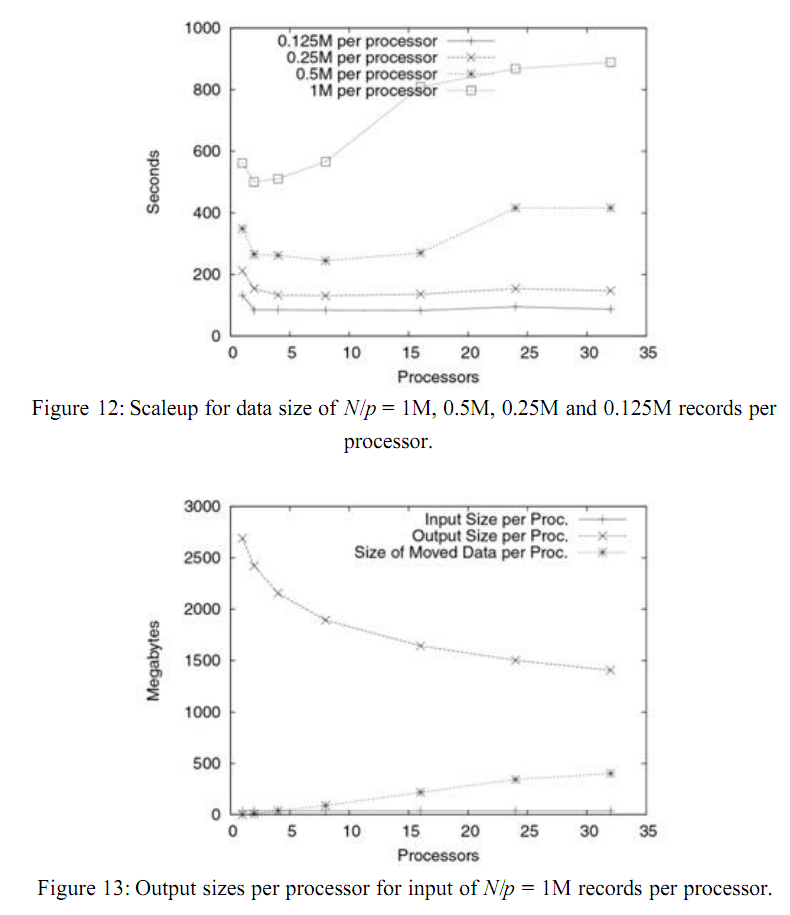 1000
800
600
400
200
0
Seconds
0.125M per processor
0.25M per processor
0.5M per processor
1M per processor
0 5 10 15 20 25 30 35
Processors
Figure 12: Scaleup for data size of N/p = 1M, 0.5M, 0.25M and 0.125M records per
processor.
3000
2500
2000
1500
1000
500
0
Megabytes
Input Size per Proc.
Output Size per Proc.
Size of Moved Data per Proc.
0 5 10 15 20 25 30 35
Processors
Figure 13: Output sizes per processor for input of N/p = 1M records per processor.